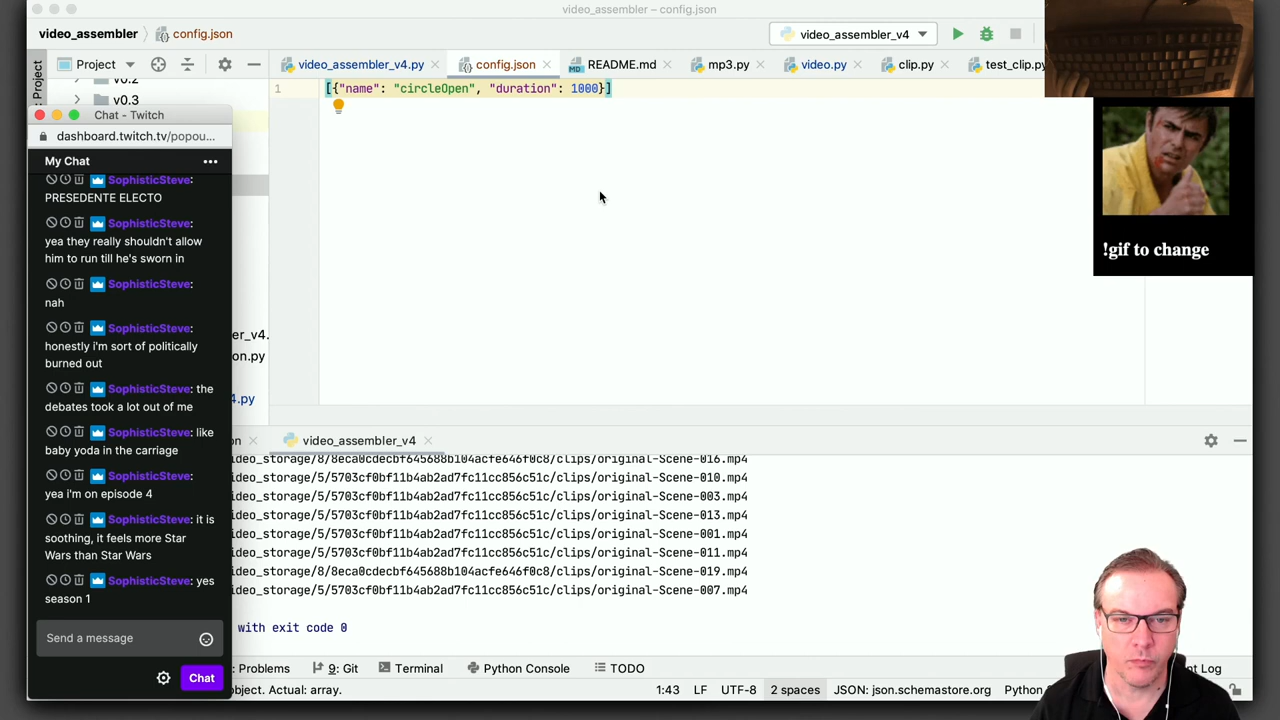 video_assembler – config.json
video_assembler
config.json
video_assembler_v4
Project
Project
video_assembler_v4.py
config.json
README.md
mp3.py
video.py
clip.py
test_clip.py
v0.2
v0.3
1
[{"name": "circleOpen", "duration": 1000}]
Chat - Twitch
dashboard.twitch.tv/popou...
My Chat
SophisticSteve:
PRESEDENTE ELECTO
SophisticSteve:
yea they really shouldn't allow
him to run till he's sworn in
SophisticSteve:
nah
SophisticSteve:
honestly i'm sort of politically
burned out
SophisticSteve: the
debates took a lot out of me
SophisticSteve: like
baby yoda in the carriage
SophisticSteve:
yea i'm on episode 4
SophisticSteve: it is
soothing, it feels more Star
Wars than Star Wars
SophisticSteve: yes
season 1
Send a message
Chat
er_v4.
on.py
4.py
!gif to change
on
video_assembler_v4
ideo_storage/8/8eca0cdecbf645688b104acfe646f0c8/clips/original-Scene-016.mp4
ideo_storage/5/5703cf0bf11b4ab2ad7fc11cc856c51c/clips/original-Scene-010.mp4
ideo_storage/5/5703cf0bf11b4ab2ad7fc11cc856c51c/clips/original-Scene-003.mp4
ideo_storage/5/5703cf0bf11b4ab2ad7fc11cc856c51c/clips/original-Scene-013.mp4
ideo_storage/5/5703cf0bf11b4ab2ad7fc11cc856c51c/clips/original-Scene-001.mp4
ideo_storage/5/5703cf0bf11b4ab2ad7fc11cc856c51c/clips/original-Scene-011.mp4
ideo_storage/8/8eca0cdecbf645688b104acfe646f0c8/clips/original-Scene-019.mp4
ideo_storage/5/5703cf0bf11b4ab2ad7fc11cc856c51c/clips/original-Scene-007.mp4
with exit code 0
: Problems
9: Git
Terminal
Python Console
TODO
nt Log
object. Actual: array.
1:43
LF
UTF-8
2 spaces
JSON: json.schemastore.org
Python